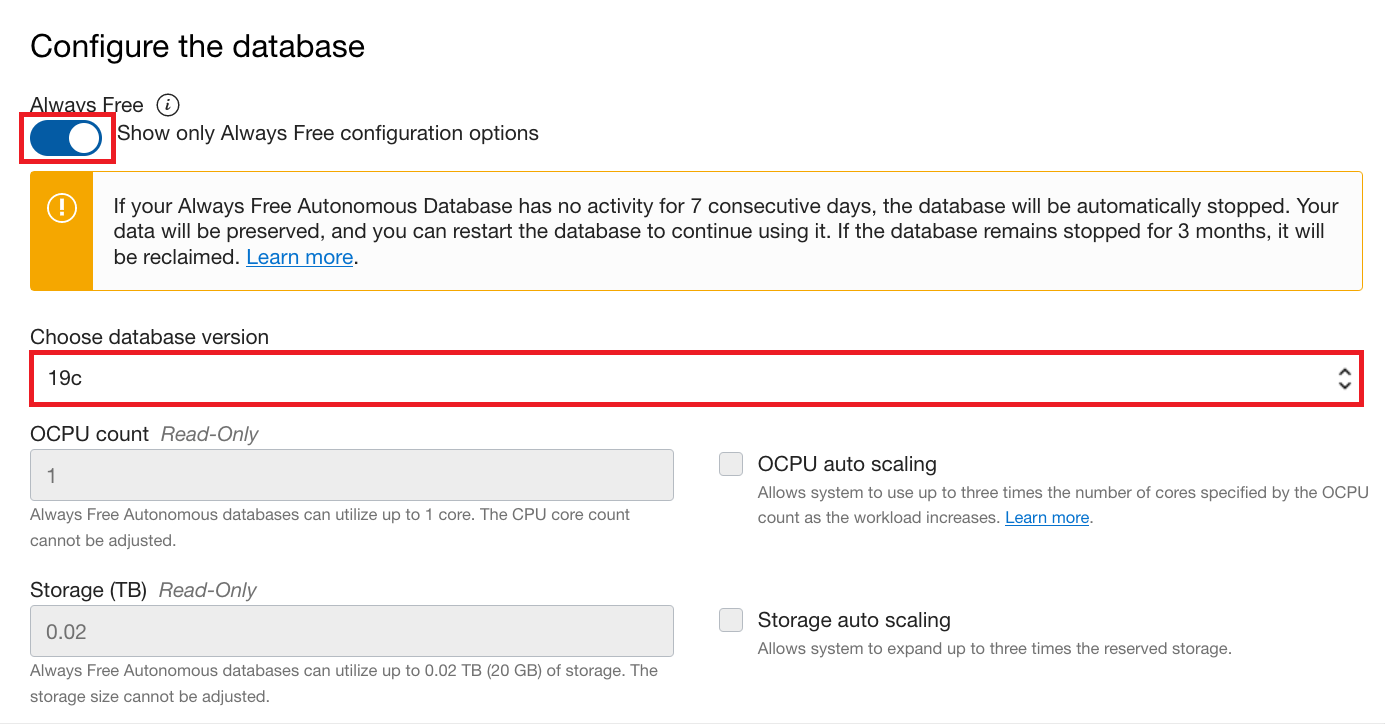 Configure the database
Always Free i
Show only Always Free configuration options
!
If your Always Free Autonomous Database has no activity for 7 consecutive days, the database will be automatically stopped. Your
data will be preserved, and you can restart the database to continue using it. If the database remains stopped for 3 months, it will
be reclaimed. Learn more.
Choose database version
19c
OCPU count Read-Only
1
Always Free Autonomous databases can utilize up to 1 core. The CPU core count
cannot be adjusted.
OCPU auto scaling
Allows system to use up to three times the number of cores specified by the OCPU
count as the workload increases. Learn more.
Storage (TB) Read-Only
0.02
Always Free Autonomous databases can utilize up to 0.02 TB (20 GB) of storage. The
storage size cannot be adjusted.
Storage auto scaling
Allows system to expand up to three times the reserved storage.